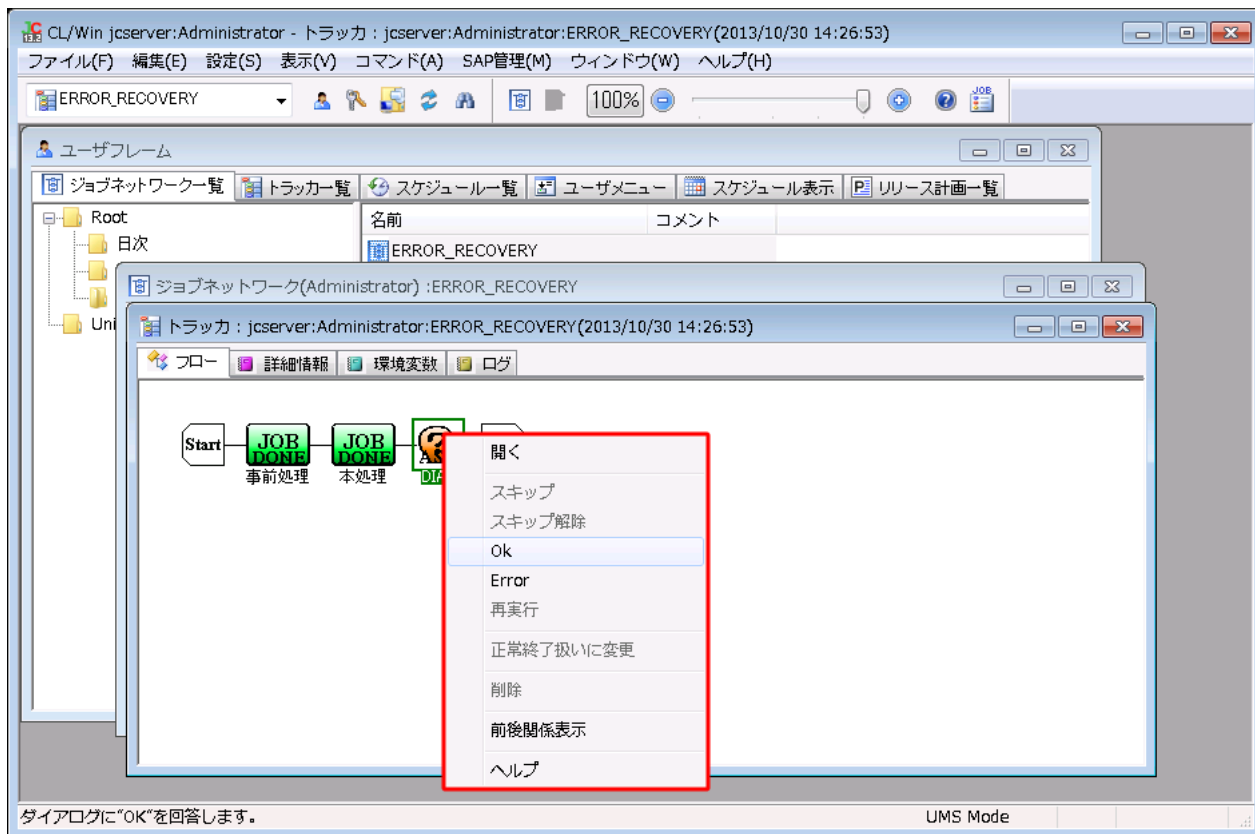 CL/Win jcserver:Administrator - トラッカ : jcserver:Administrator:ERROR_RECOVERY(2013/10/30 14:26:53)
ファイル(F) 編集(E) 設定(S) 表示(V) コマンド(A) SAP管理(M) ウィンドウ(W) ヘルプ(H)
ERROR_RECOVERY 100% JOB
ユーザフレーム
ジョブネットワーク一覧 トラッカ一覧 スケジュール一覧 ユーザメニュー スケジュール表示 リリース計画一覧
Root 名前 コメント
日次 ERROR_RECOVERY
ジョブネットワーク(Administrator) :ERROR_RECOVERY
Uni トラッカ : jcserver:Administrator:ERROR_RECOVERY(2013/10/30 14:26:53)
フロー 詳細情報 環境変数 ログ
Start JOB DONE JOB DONE
事前処理 本処理
開く
スキップ
スキップ解除
Ok
Error
再実行
正常終了扱いに変更
削除
前後関係表示
ヘルプ
ダイアログに"OK"を回答します。 UMS Mode